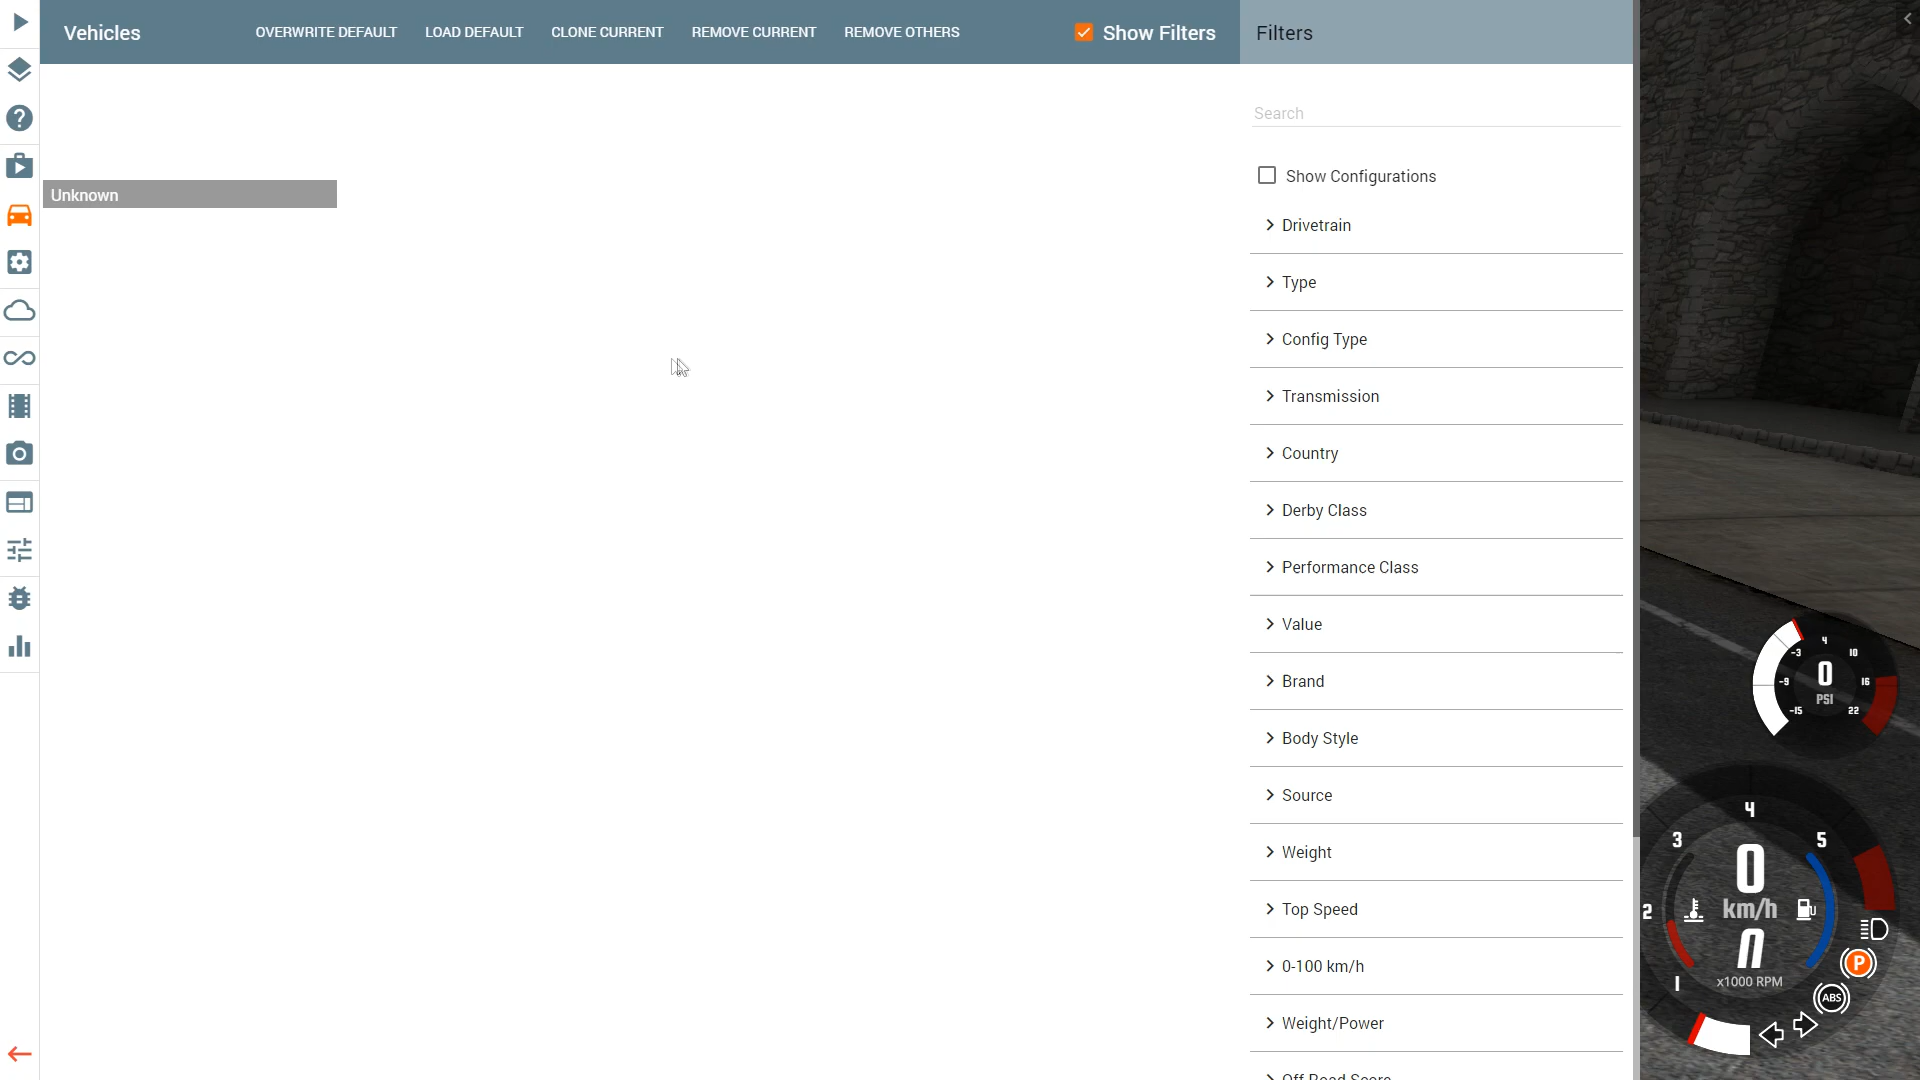 Vehicles
OVERWRITE DEFAULT
LOAD DEFAULT
CLONE CURRENT
REMOVE CURRENT
REMOVE OTHERS
Show Filters
Filters
Search
Show Configurations
Unknown
Drivetrain
Type
Config Type
Transmission
Country
Derby Class
Performance Class
Value
Brand
Body Style
Source
Weight
Top Speed
0-100 km/h
Weight/Power
Off Road Score
4
-3
10
-9
0
16
PSI
-15
22
4
3
5
0
2
km/h
n
1
x1000 RPM
P
ABS